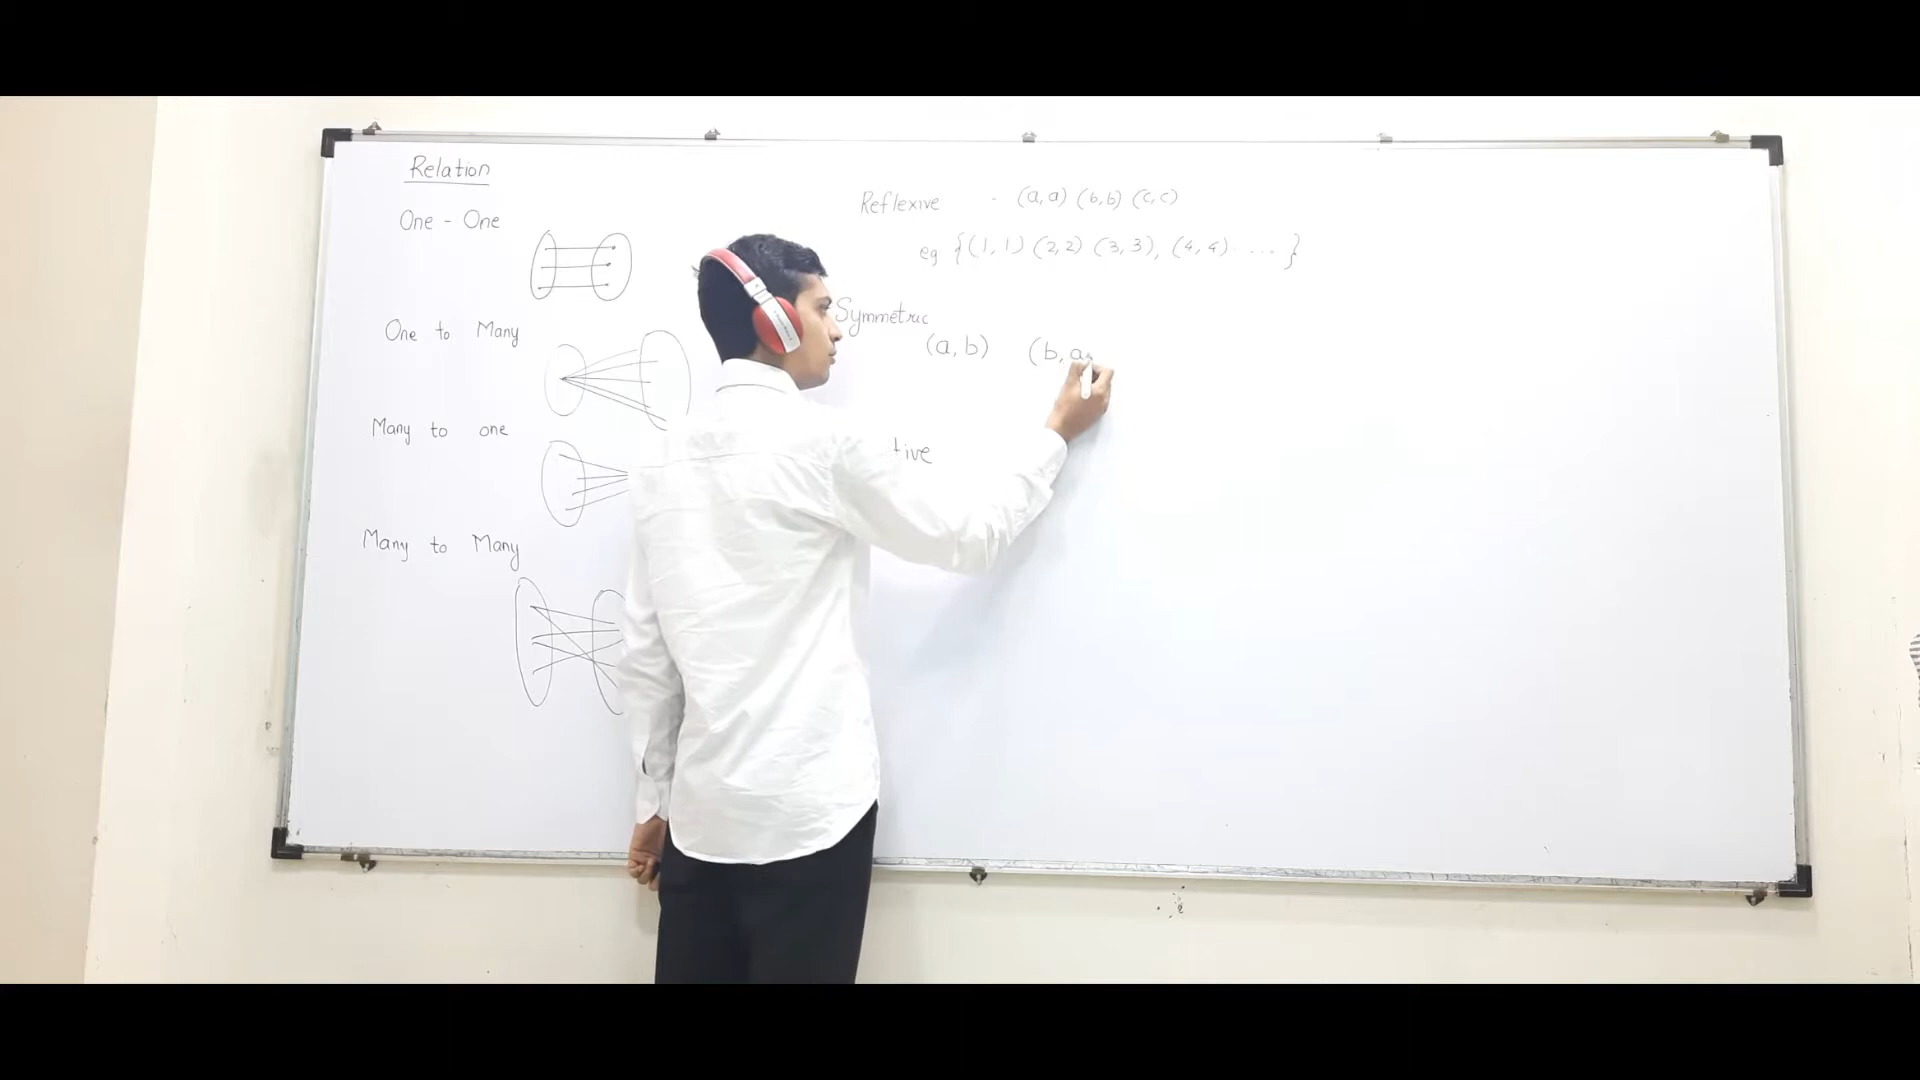 Relation
One - One
One to Many
Many to one
Many to Many
Reflexive - (a,a) (b,b) (c,c)
eg {(1,1) (2,2) (3,3), (4,4) .... }
Symmetric
(a,b) (b,a
tive